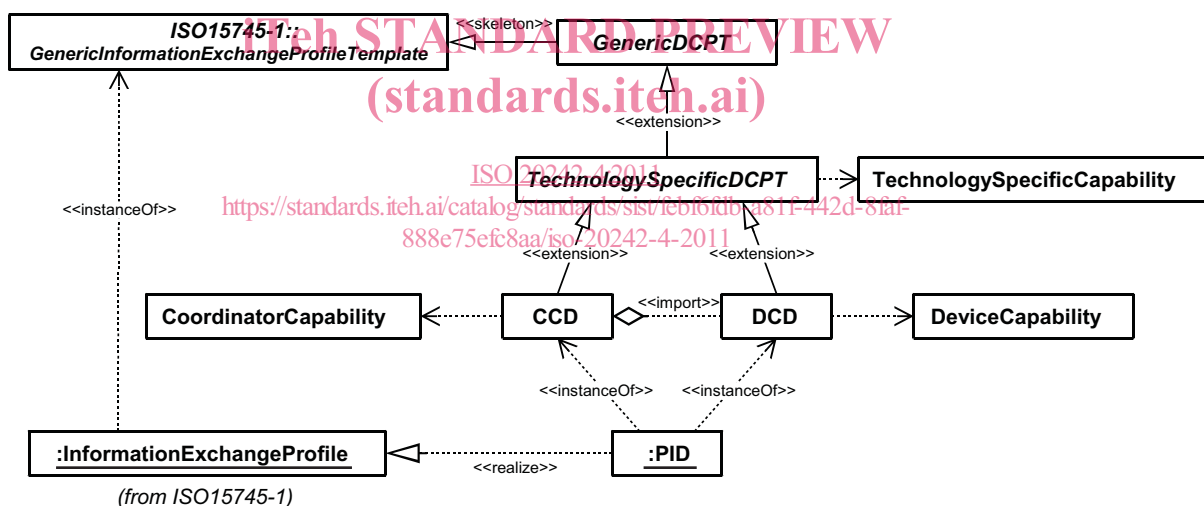 iTeh STANDARD PREVIEW
(standards.iteh.ai)
ISO 20242-4:2011
https://standards.iteh.ai/catalog/standards/sist/febf6fdb-a81f-442d-8faf-
888e75efc8aa/iso-20242-4-2011
ISO15745-1::
GenericInformationExchangeProfileTemplate
<<skeleton>>
GenericDCPT
<<extension>>
TechnologySpecificDCPT
TechnologySpecificCapability
<<instanceOf>>
<<extension>>
<<extension>>
CoordinatorCapability
CCD
<<import>>
DCD
DeviceCapability
<<instanceOf>>
<<instanceOf>>
:InformationExchangeProfile
<<realize>>
:PID
(from ISO15745-1)